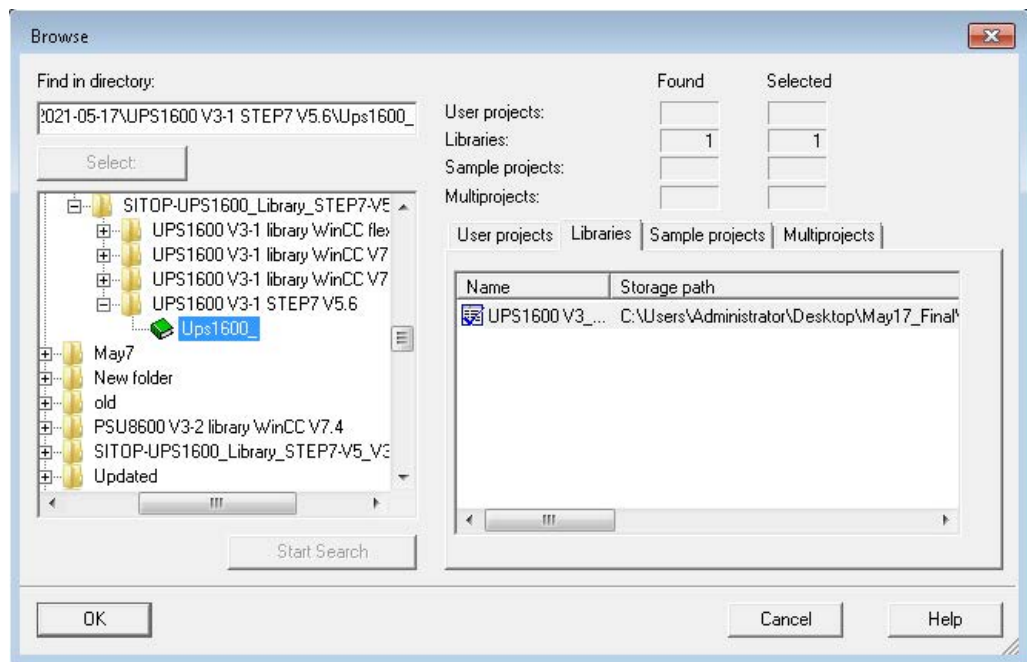 Browse
Find in directory:
2021-05-17\UPS1600 V3-1 STEP7 V5.6\Ups1600_
Select:
SITOP-UPS1600_Library_STEP7-V5
UPS1600 V3-1 library WinCC flex
UPS1600 V3-1 library WinCC V7
UPS1600 V3-1 library WinCC V7
UPS1600 V3-1 STEP7 V5.6
Ups1600_
May7
New folder
old
PSU8600 V3-2 library WinCC V7.4
SITOP-UPS1600_Library_STEP7-V5_V3
Updated
Start Search
Found Selected
User projects:
Libraries: 1 1
Sample projects:
Multiprojects:
User projects Libraries Sample projects Multiprojects
Name Storage path
UPS1600 V3_... C:\Users\Administrator\Desktop\May17_Final\
OK Cancel Help